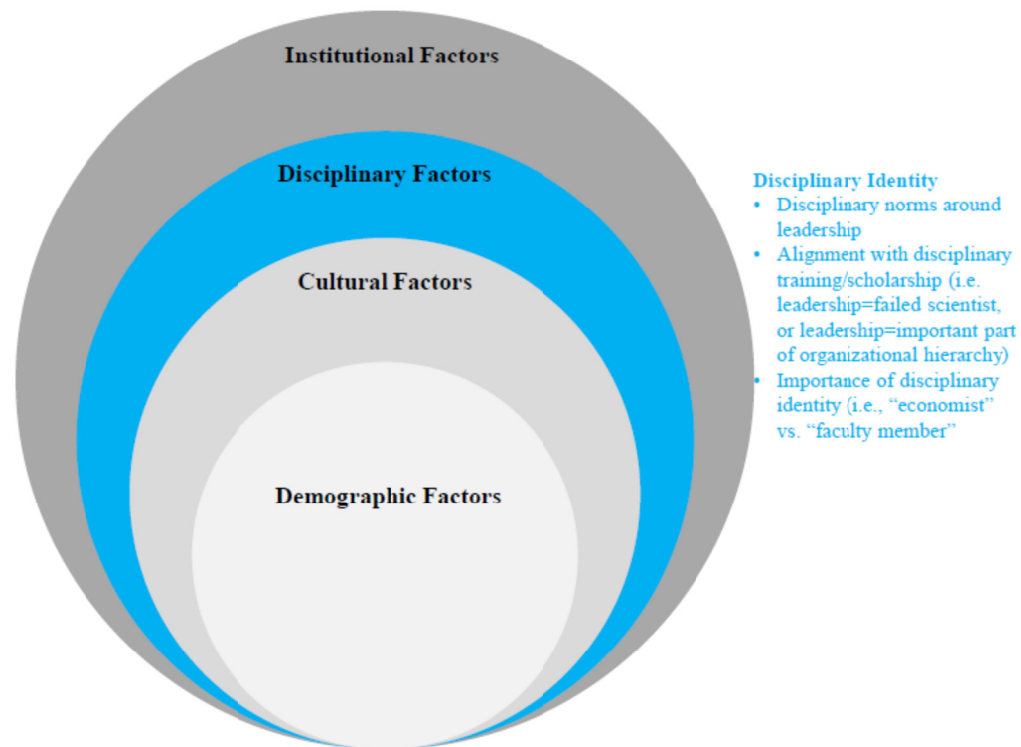 Institutional Factors
Disciplinary Factors
Cultural Factors
Demographic Factors
Disciplinary Identity
• Disciplinary norms around
leadership
• Alignment with disciplinary
training/scholarship (i.e.
leadership=failed scientist,
or leadership=important part
of organizational hierarchy)
• Importance of disciplinary
identity (i.e., “economist”
vs. “faculty member”